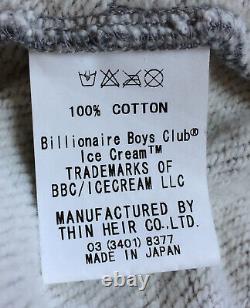 100% COTTON
Billionaire Boys Club®
Ice Cream™
TRADEMARKS OF
BBC/ICECREAM LLC
MANUFACTURED BY
THIN HEIR CO.,LTD.
03 (3401) 8377
MADE IN JAPAN